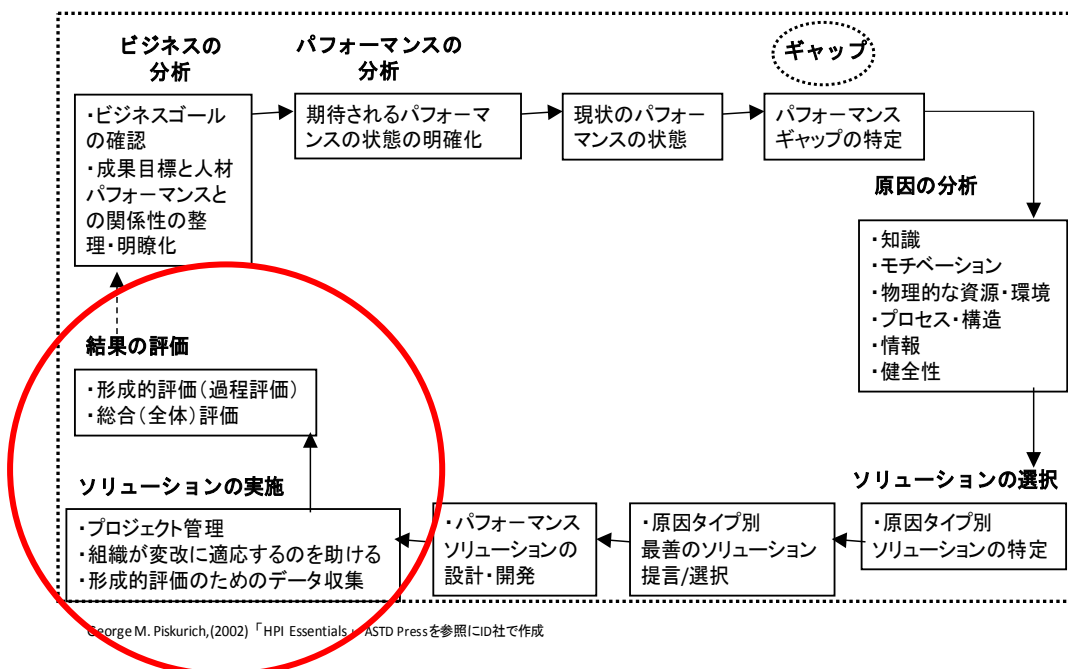 ビジネスの
分析
・ビジネスゴール
の確認
・成果目標と人材
パフォーマンスと
の関係性の整
理・明瞭化
パフォーマンスの
分析
期待されるパフォーマ
ンスの状態の明確化
現状のパフォー
マンスの状態
ギャップ
パフォーマンス
ギャップの特定
原因の分析
・知識
・モチベーション
・物理的な資源・環境
・プロセス・構造
・情報
・健全性
ソリューションの選択
・原因タイプ別
ソリューションの特定
・原因タイプ別
最善のソリューション
提言/選択
・パフォーマンス
ソリューションの
設計・開発
ソリューションの実施
・プロジェクト管理
・組織が変改に適応するのを助ける
・形成的評価のためのデータ収集
結果の評価
・形成的評価(過程評価)
・総合(全体)評価
George M. Piskurich,(2002) 「HPI Essentials」 ASTD Pressを参照にID社で作成